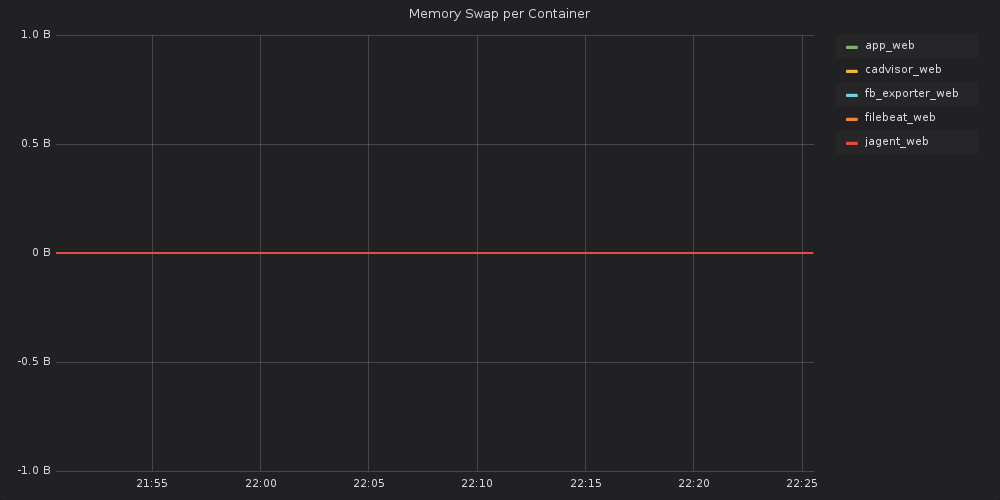 Memory Swap per Container
1.0 B
0.5 B
0 B
-0.5 B
-1.0 B
21:55 22:00 22:05 22:10 22:15 22:20 22:25
app_web
cadvisor_web
fb_exporter_web
filebeat_web
jagent_web